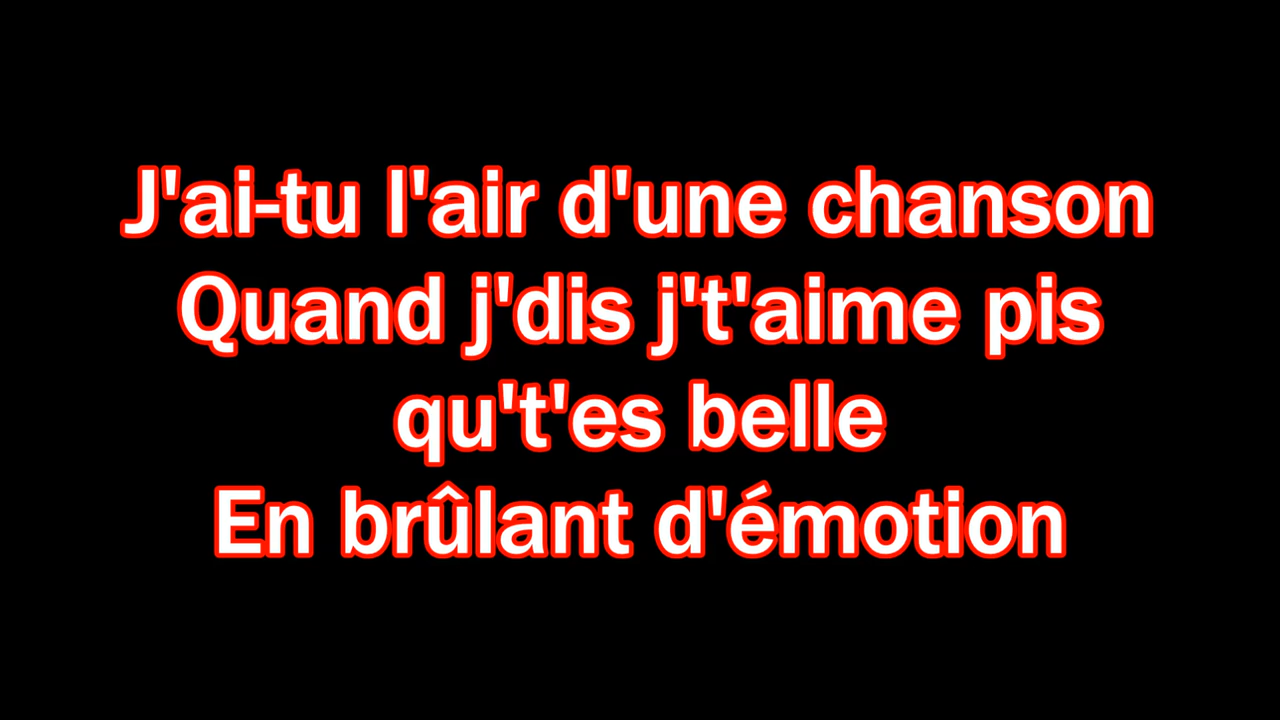 J'ai-tu l'air d'une chanson
Quand j'dis j't'aime pis
qu't'es belle
En brûlant d'émotion